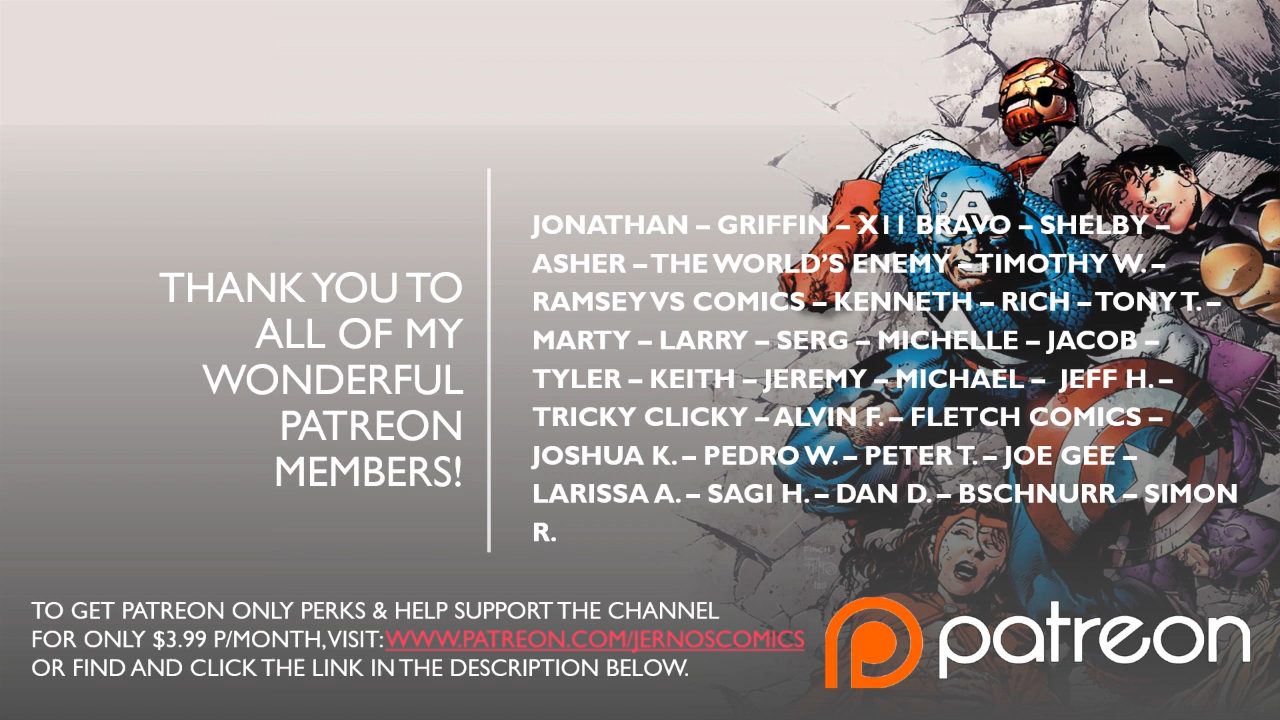 THANK YOU TO
ALL OF MY
WONDERFUL
PATREON
MEMBERS!
JONATHAN – GRIFFIN – X11 BRAVO – SHELBY –
ASHER – THE WORLD'S ENEMY – TIMOTHY W. –
RAMSEY VS COMICS – KENNETH – RICH – TONY T. –
MARTY – LARRY – SERG – MICHELLE – JACOB –
TYLER – KEITH – JEREMY – MICHAEL – JEFF H. –
TRICKY CLICKY – ALVIN F. – FLETCH COMICS –
JOSHUA K. – PEDRO W. – PETER T. – JOE GEE –
LARISSA A. – SAGI H. – DAN D. – BSCHNURR – SIMON
R.
TO GET PATREON ONLY PERKS & HELP SUPPORT THE CHANNEL
FOR ONLY $3.99 P/MONTH, VISIT: WWW.PATREON.COM/JERNOSCOMICS
OR FIND AND CLICK THE LINK IN THE DESCRIPTION BELOW.
patreon